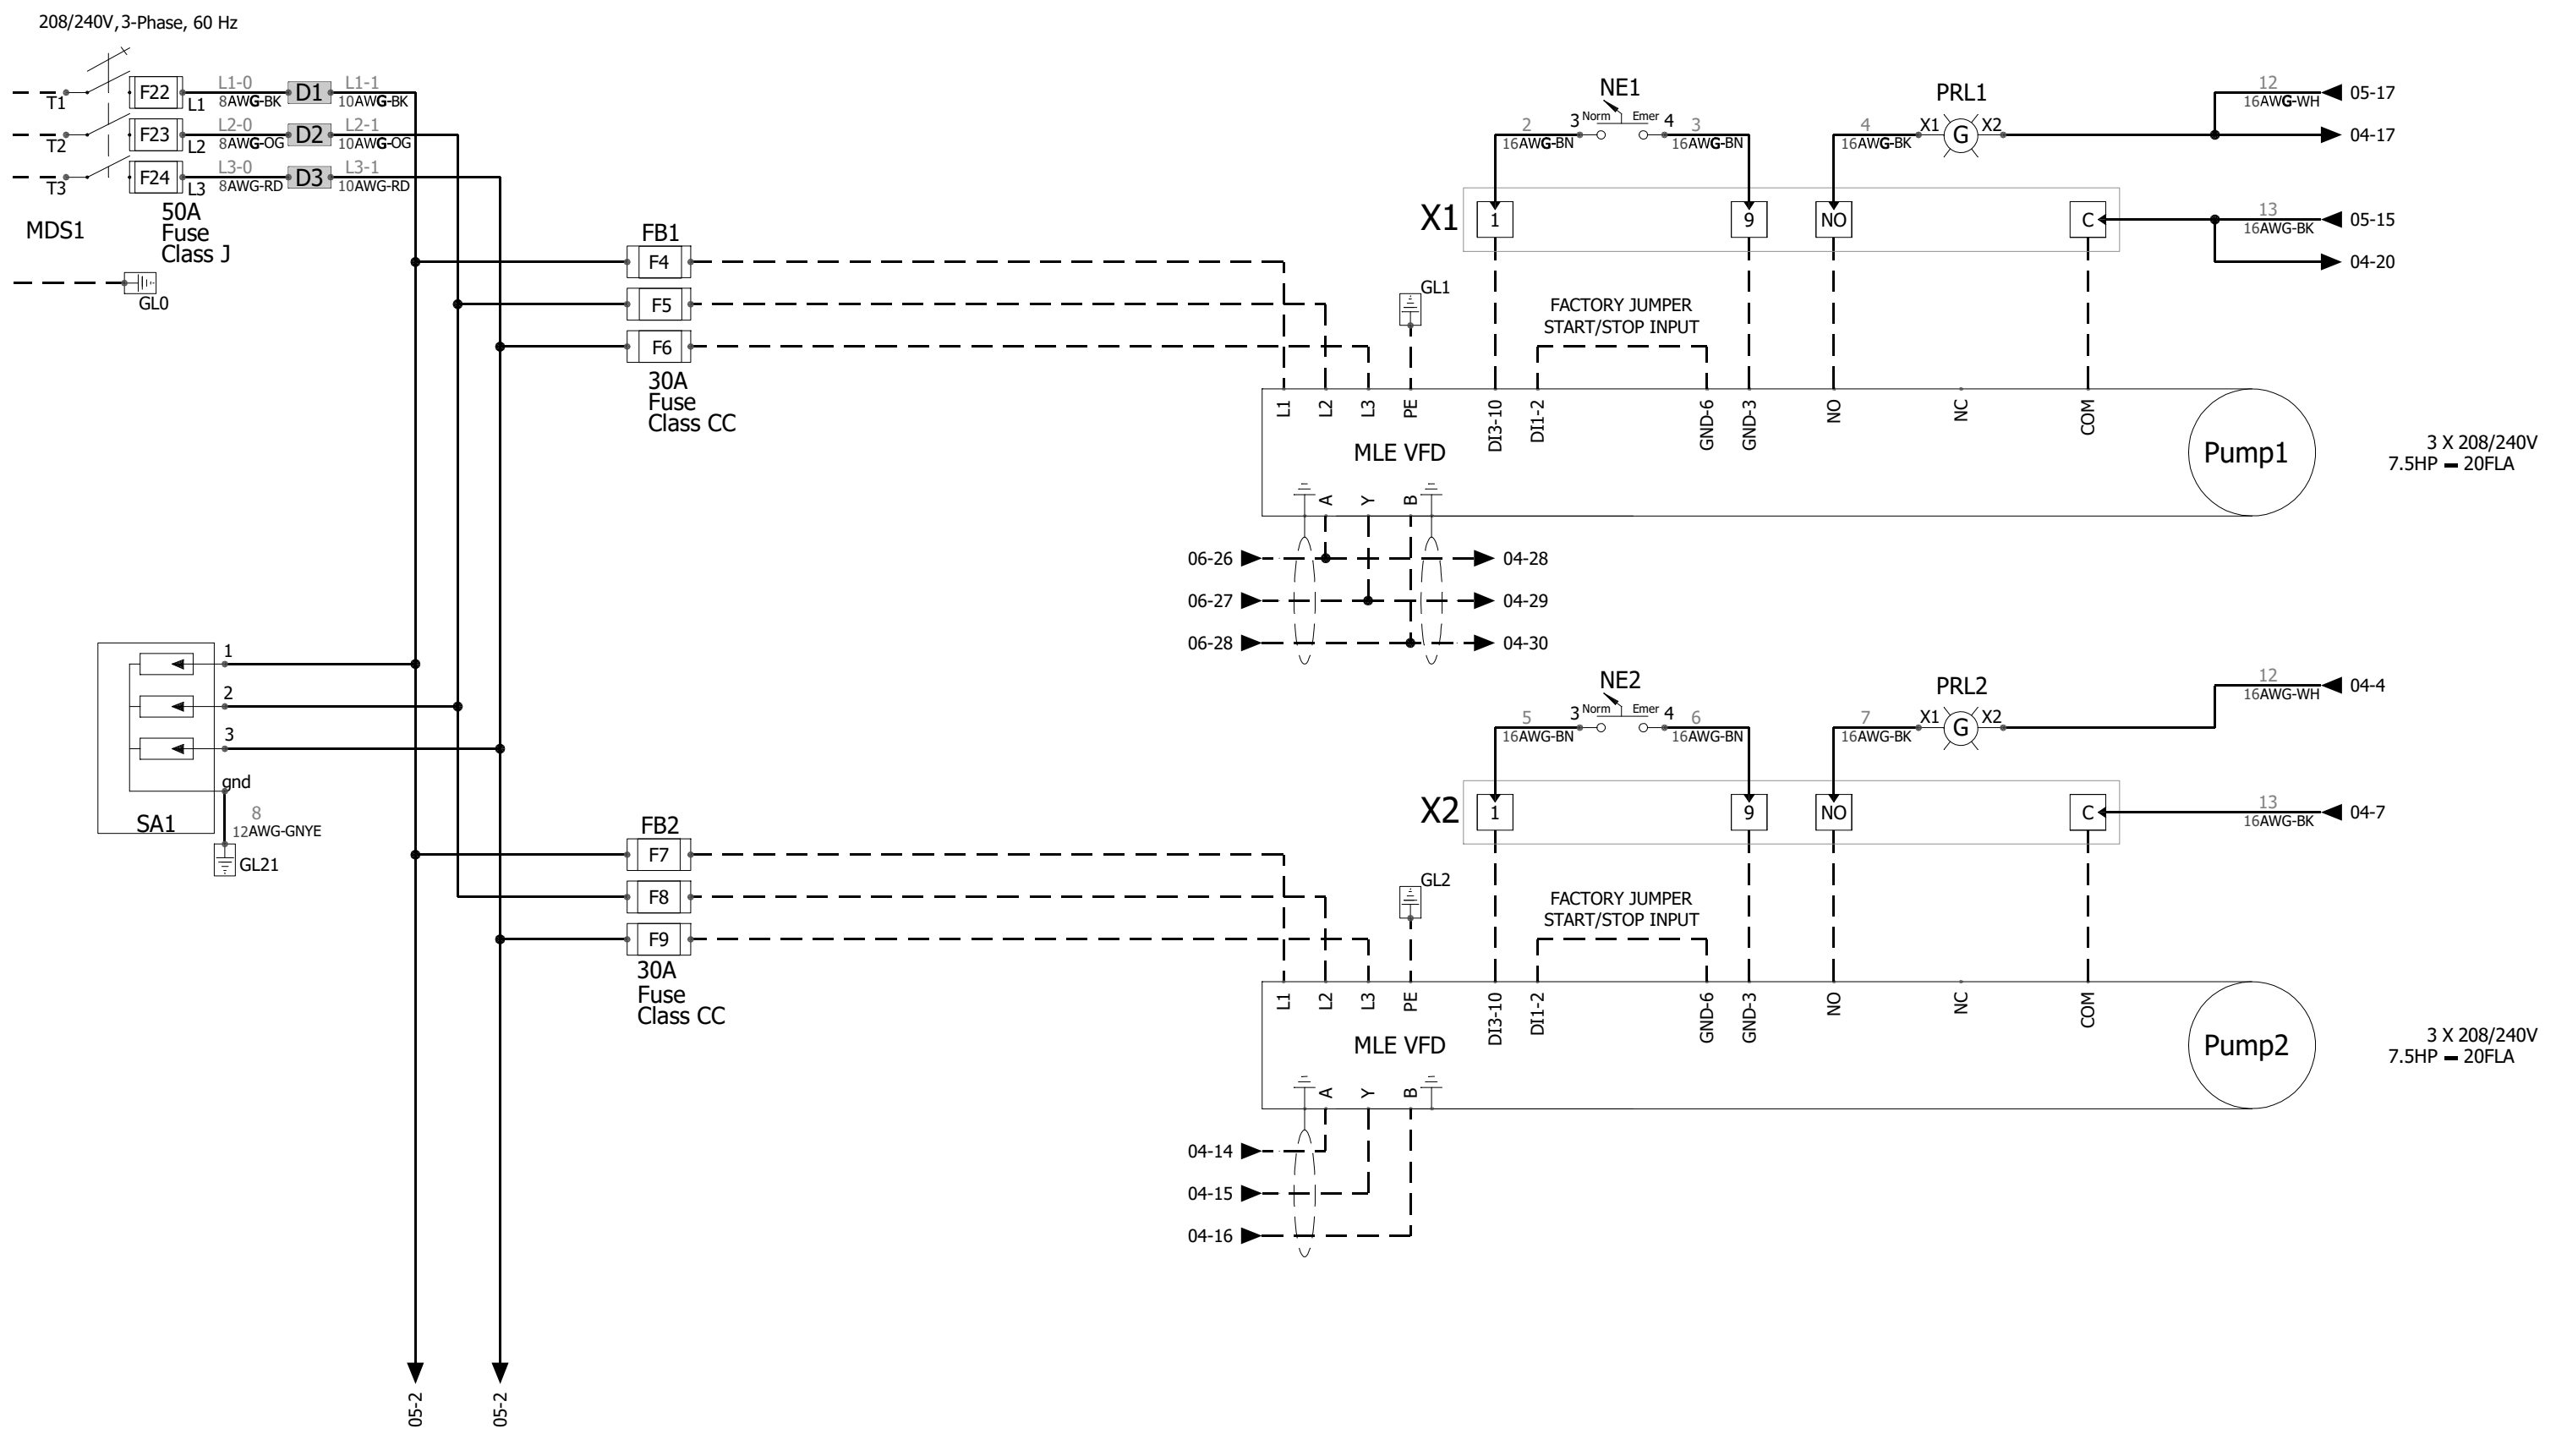 208/240V,3-Phase, 60 Hz
T1
F22
L1
L1-0
8AWG-BK
D1
L1-1
10AWG-BK
T2
F23
L2
L2-0
8AWG-OG
D2
L2-1
10AWG-OG
T3
F24
L3
L3-0
8AWG-RD
D3
L3-1
10AWG-RD
MDS1
50A
Fuse
Class J
GL0
FB1
F4
F5
F6
30A
Fuse
Class CC
NE1
2
16AWG-BN
3
Norm
Emer
4
3
16AWG-BN
PRL1
4
16AWG-BK
X1
G
X2
12
16AWG-WH
05-17
04-17
X1
1
9
NO
C
13
16AWG-BK
05-15
04-20
GL1
FACTORY JUMPER
START/STOP INPUT
L1
L2
L3
PE
DI3-10
DI1-2
GND-6
GND-3
NO
NC
COM
MLE VFD
Pump1
3 X 208/240V
7.5HP - 20FLA
A
Y
B
06-26
04-28
06-27
04-29
06-28
04-30
1
2
3
gnd
SA1
8
12AWG-GNYE
GL21
FB2
F7
F8
F9
30A
Fuse
Class CC
NE2
5
16AWG-BN
3
Norm
Emer
4
6
16AWG-BN
PRL2
7
16AWG-BK
X1
G
X2
12
16AWG-WH
04-4
X2
1
9
NO
C
13
16AWG-BK
04-7
GL2
FACTORY JUMPER
START/STOP INPUT
L1
L2
L3
PE
DI3-10
DI1-2
GND-6
GND-3
NO
NC
COM
MLE VFD
Pump2
3 X 208/240V
7.5HP - 20FLA
A
Y
B
04-14
04-15
04-16
05-2
05-2